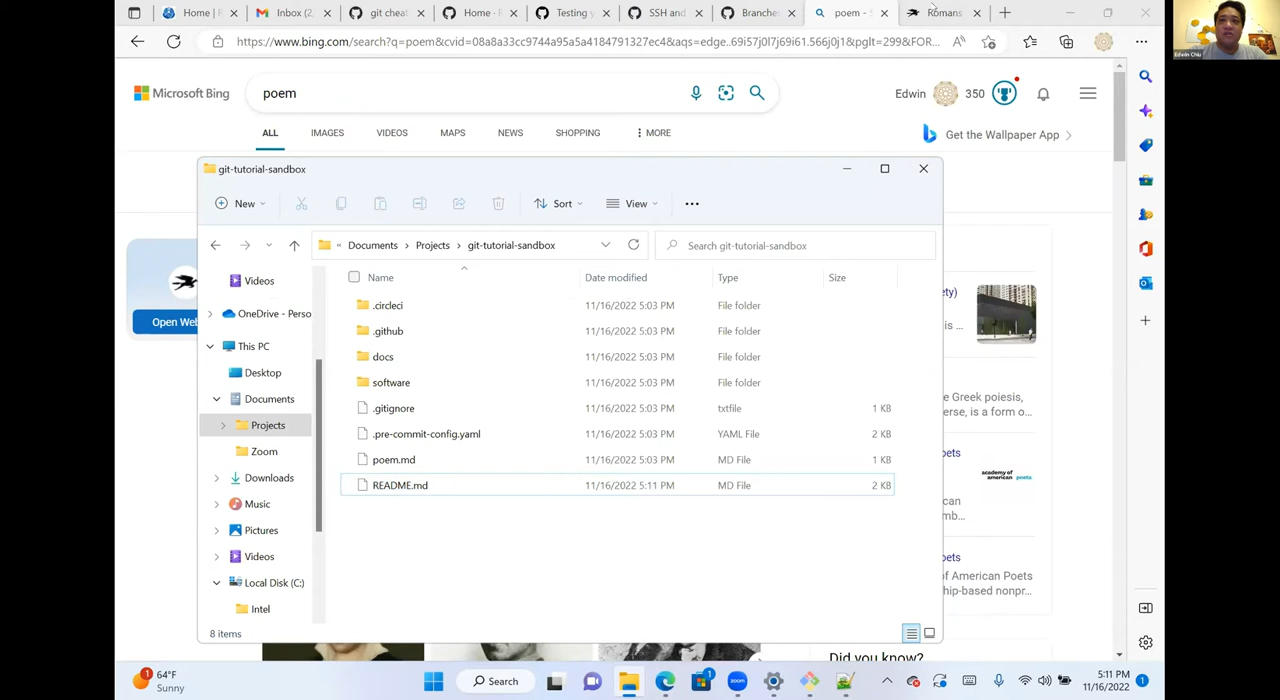 Home | R
Inbox (2,
git cheat
Home · R
Testing y
SSH and
Branches
poem - S
Romans
https://www.bing.com/search?q=poem&cvid=08a8a33cc9744a95a5a4184791327ec4&aqs=edge..69i57j0l7j69i61.566j0j1&pglt=299&FOR...
Edwin Chiu
Microsoft Bing
poem
Edwin
350
ALL
IMAGES
VIDEOS
MAPS
NEWS
SHOPPING
MORE
Get the Wallpaper App
git-tutorial-sandbox
New
Sort
View
Documents > Projects > git-tutorial-sandbox
Search git-tutorial-sandbox
Name
Date modified
Type
Size
Videos
OneDrive - Perso
This PC
Desktop
Documents
Projects
Zoom
Downloads
Music
Pictures
Videos
Local Disk (C:)
Intel
.circleci 11/16/2022 5:03 PM File folder
.github 11/16/2022 5:03 PM File folder
docs 11/16/2022 5:03 PM File folder
software 11/16/2022 5:03 PM File folder
.gitignore 11/16/2022 5:03 PM txtfile 1 KB
.pre-commit-config.yaml 11/16/2022 5:03 PM YAML File 2 KB
poem.md 11/16/2022 5:03 PM MD File 1 KB
README.md 11/16/2022 5:11 PM MD File 2 KB
8 items
Open Web
ety)
is ...
e Greek poiesis,
erse, is a form o...
ets
academy of
american poets
can
mb...
ets
of American Poets
hip-based nonpr...
Did you know?
64°F
Sunny
1
Search
zoom
5:11 PM
11/16/2022
1